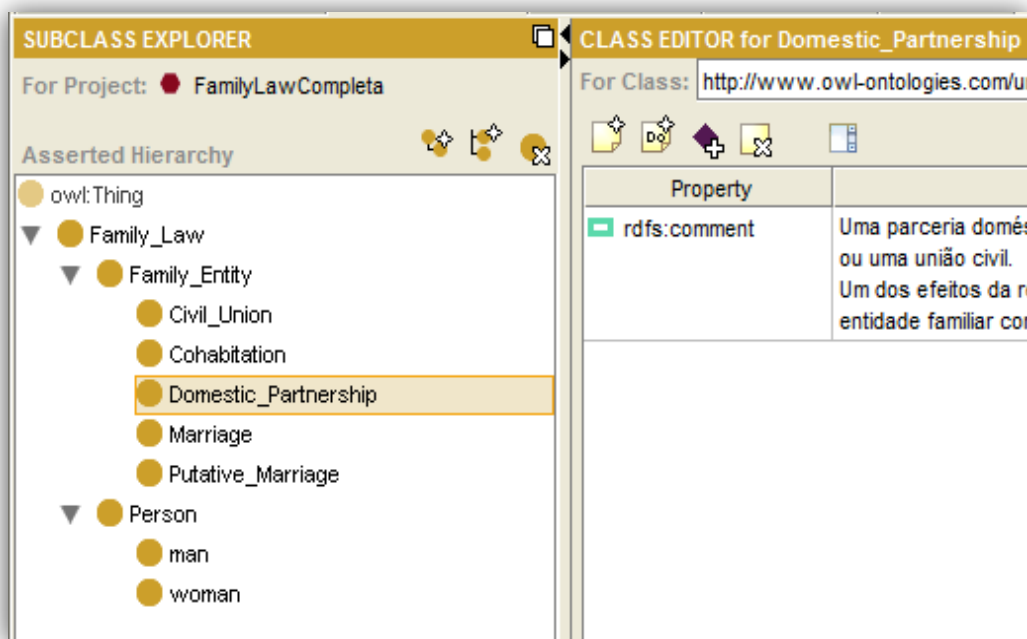 SUBCLASS EXPLORER
For Project: FamilyLawCompleta
Asserted Hierarchy
owl:Thing
Family_Law
Family_Entity
Civil_Union
Cohabitation
Domestic_Partnership
Marriage
Putative_Marriage
Person
man
woman
CLASS EDITOR for Domestic_Partnership
For Class: http://www.owl-ontologies.com/u
Property
rdfs:comment
Uma parceria domés
ou uma união civil.
Um dos efeitos da r
entidade familiar co